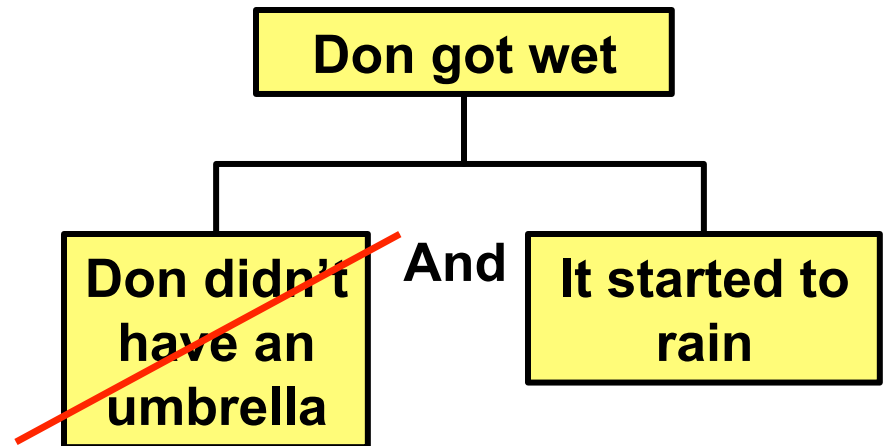 Don got wet
Don didn't
have an
umbrella
And
It started to
rain